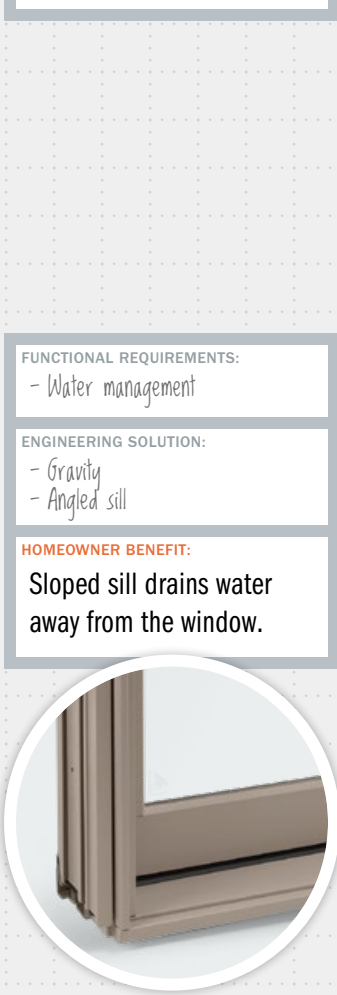 FUNCTIONAL REQUIREMENTS:
- Water management
ENGINEERING SOLUTION:
- Gravity
- Angled sill
HOMEOWNER BENEFIT:
Sloped sill drains water
away from the window.